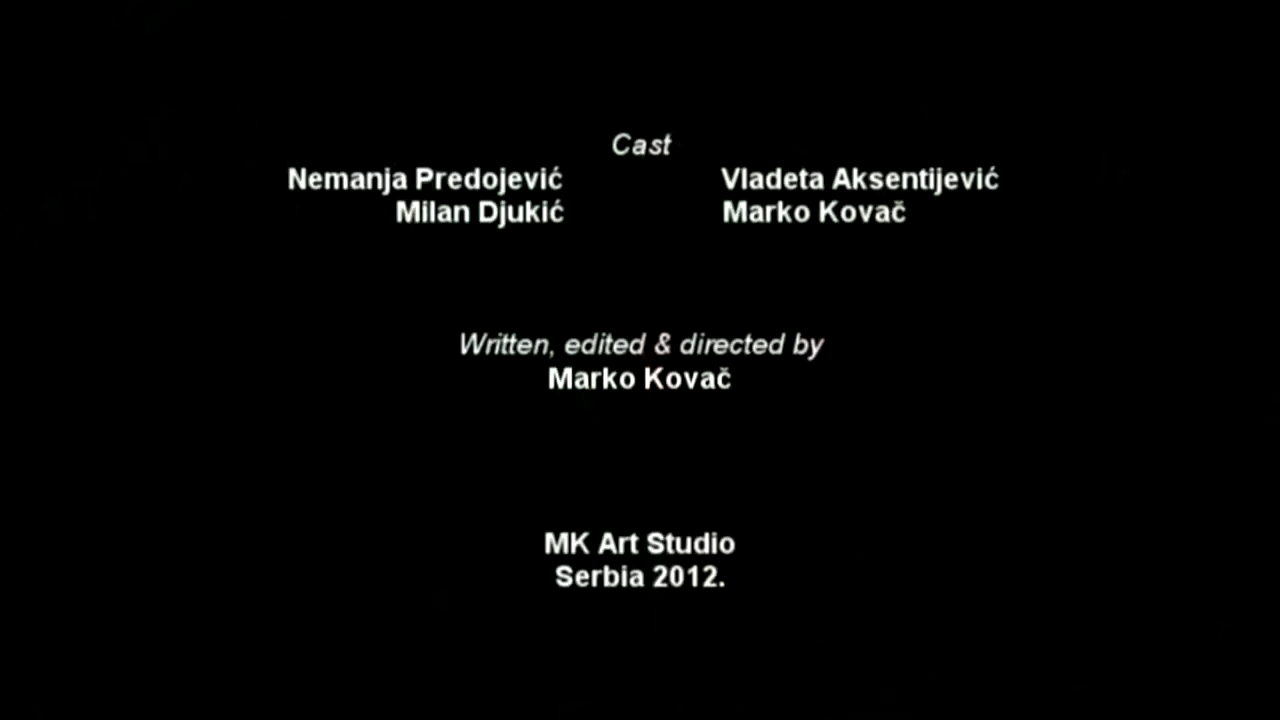 Cast
Nemanja Predojević Vladeta Aksentijević
Milan Djukić Marko Kovač
Written, edited & directed by
Marko Kovač
MK Art Studio
Serbia 2012.